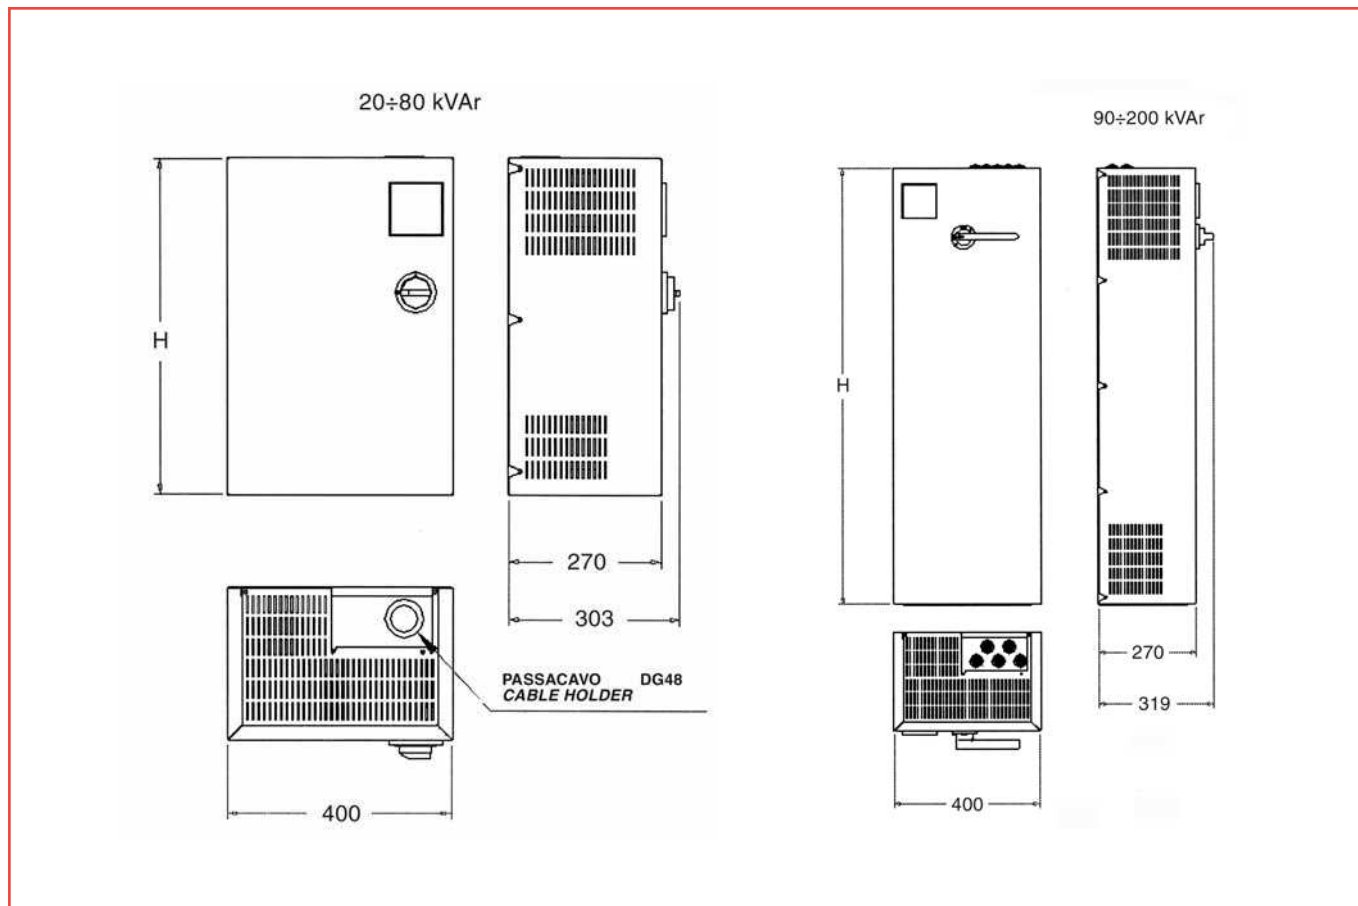 20÷80 kVAr
H
270
303
PASSACAVO DG48
CABLE HOLDER
400
90÷200 kVAr
H
270
319
400